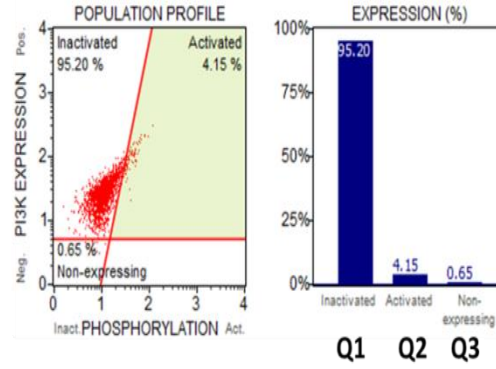 POPULATION PROFILE
PI3K EXPRESSION
Neg. Pos.
4
3
2
1
0
Inactivated
95.20 %
Activated
4.15 %
0.65 %
Non-expressing
0 1 2 3 4
Inact. PHOSPHORYLATION Act.
EXPRESSION (%)
100%
75%
50%
25%
0%
95.20
4.15
0.65
Inactivated Activated Non-
expressing
Q1 Q2 Q3